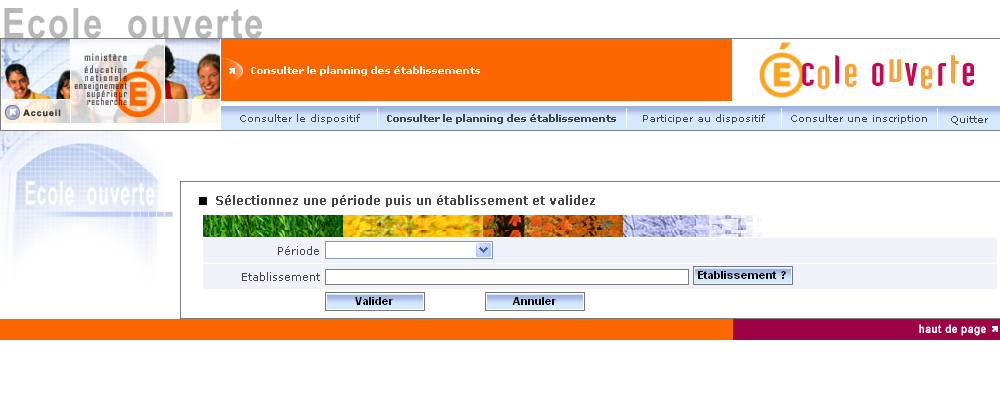 Ecole ouverte
ministère
éducation
nationale
enseignement
supérieur
recherche
É
Accueil
Consulter le planning des établissements
École ouverte
Consulter le dispositif
Consulter le planning des établissements
Participer au dispositif
Consulter une inscription
Quitter
Ecole ouverte
Sélectionnez une période puis un établissement et validez
Période
Etablissement
Etablissement ?
Valider
Annuler
haut de page